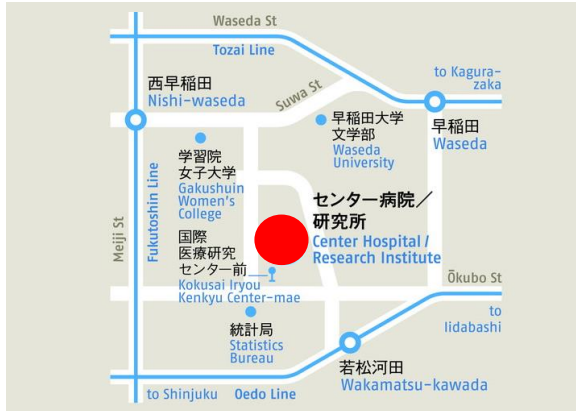 Waseda St
Tozai Line
to Kagura-
zaka
西早稲田
Nishi-waseda
Suwa St
早稲田大学
文学部
Waseda
University
早稲田
Waseda
学習院
女子大学
Gakushuin
Women's
College
Meiji St
Fukutoshin Line
センター病院／
研究所
Center Hospital /
Research Institute
国際
医療研究
センター前
Kokusai Iryou
Kenkyu Center-mae
Ōkubo St
to
Iidabashi
統計局
Statistics
Bureau
若松河田
Wakamatsu-kawada
to Shinjuku
Oedo Line